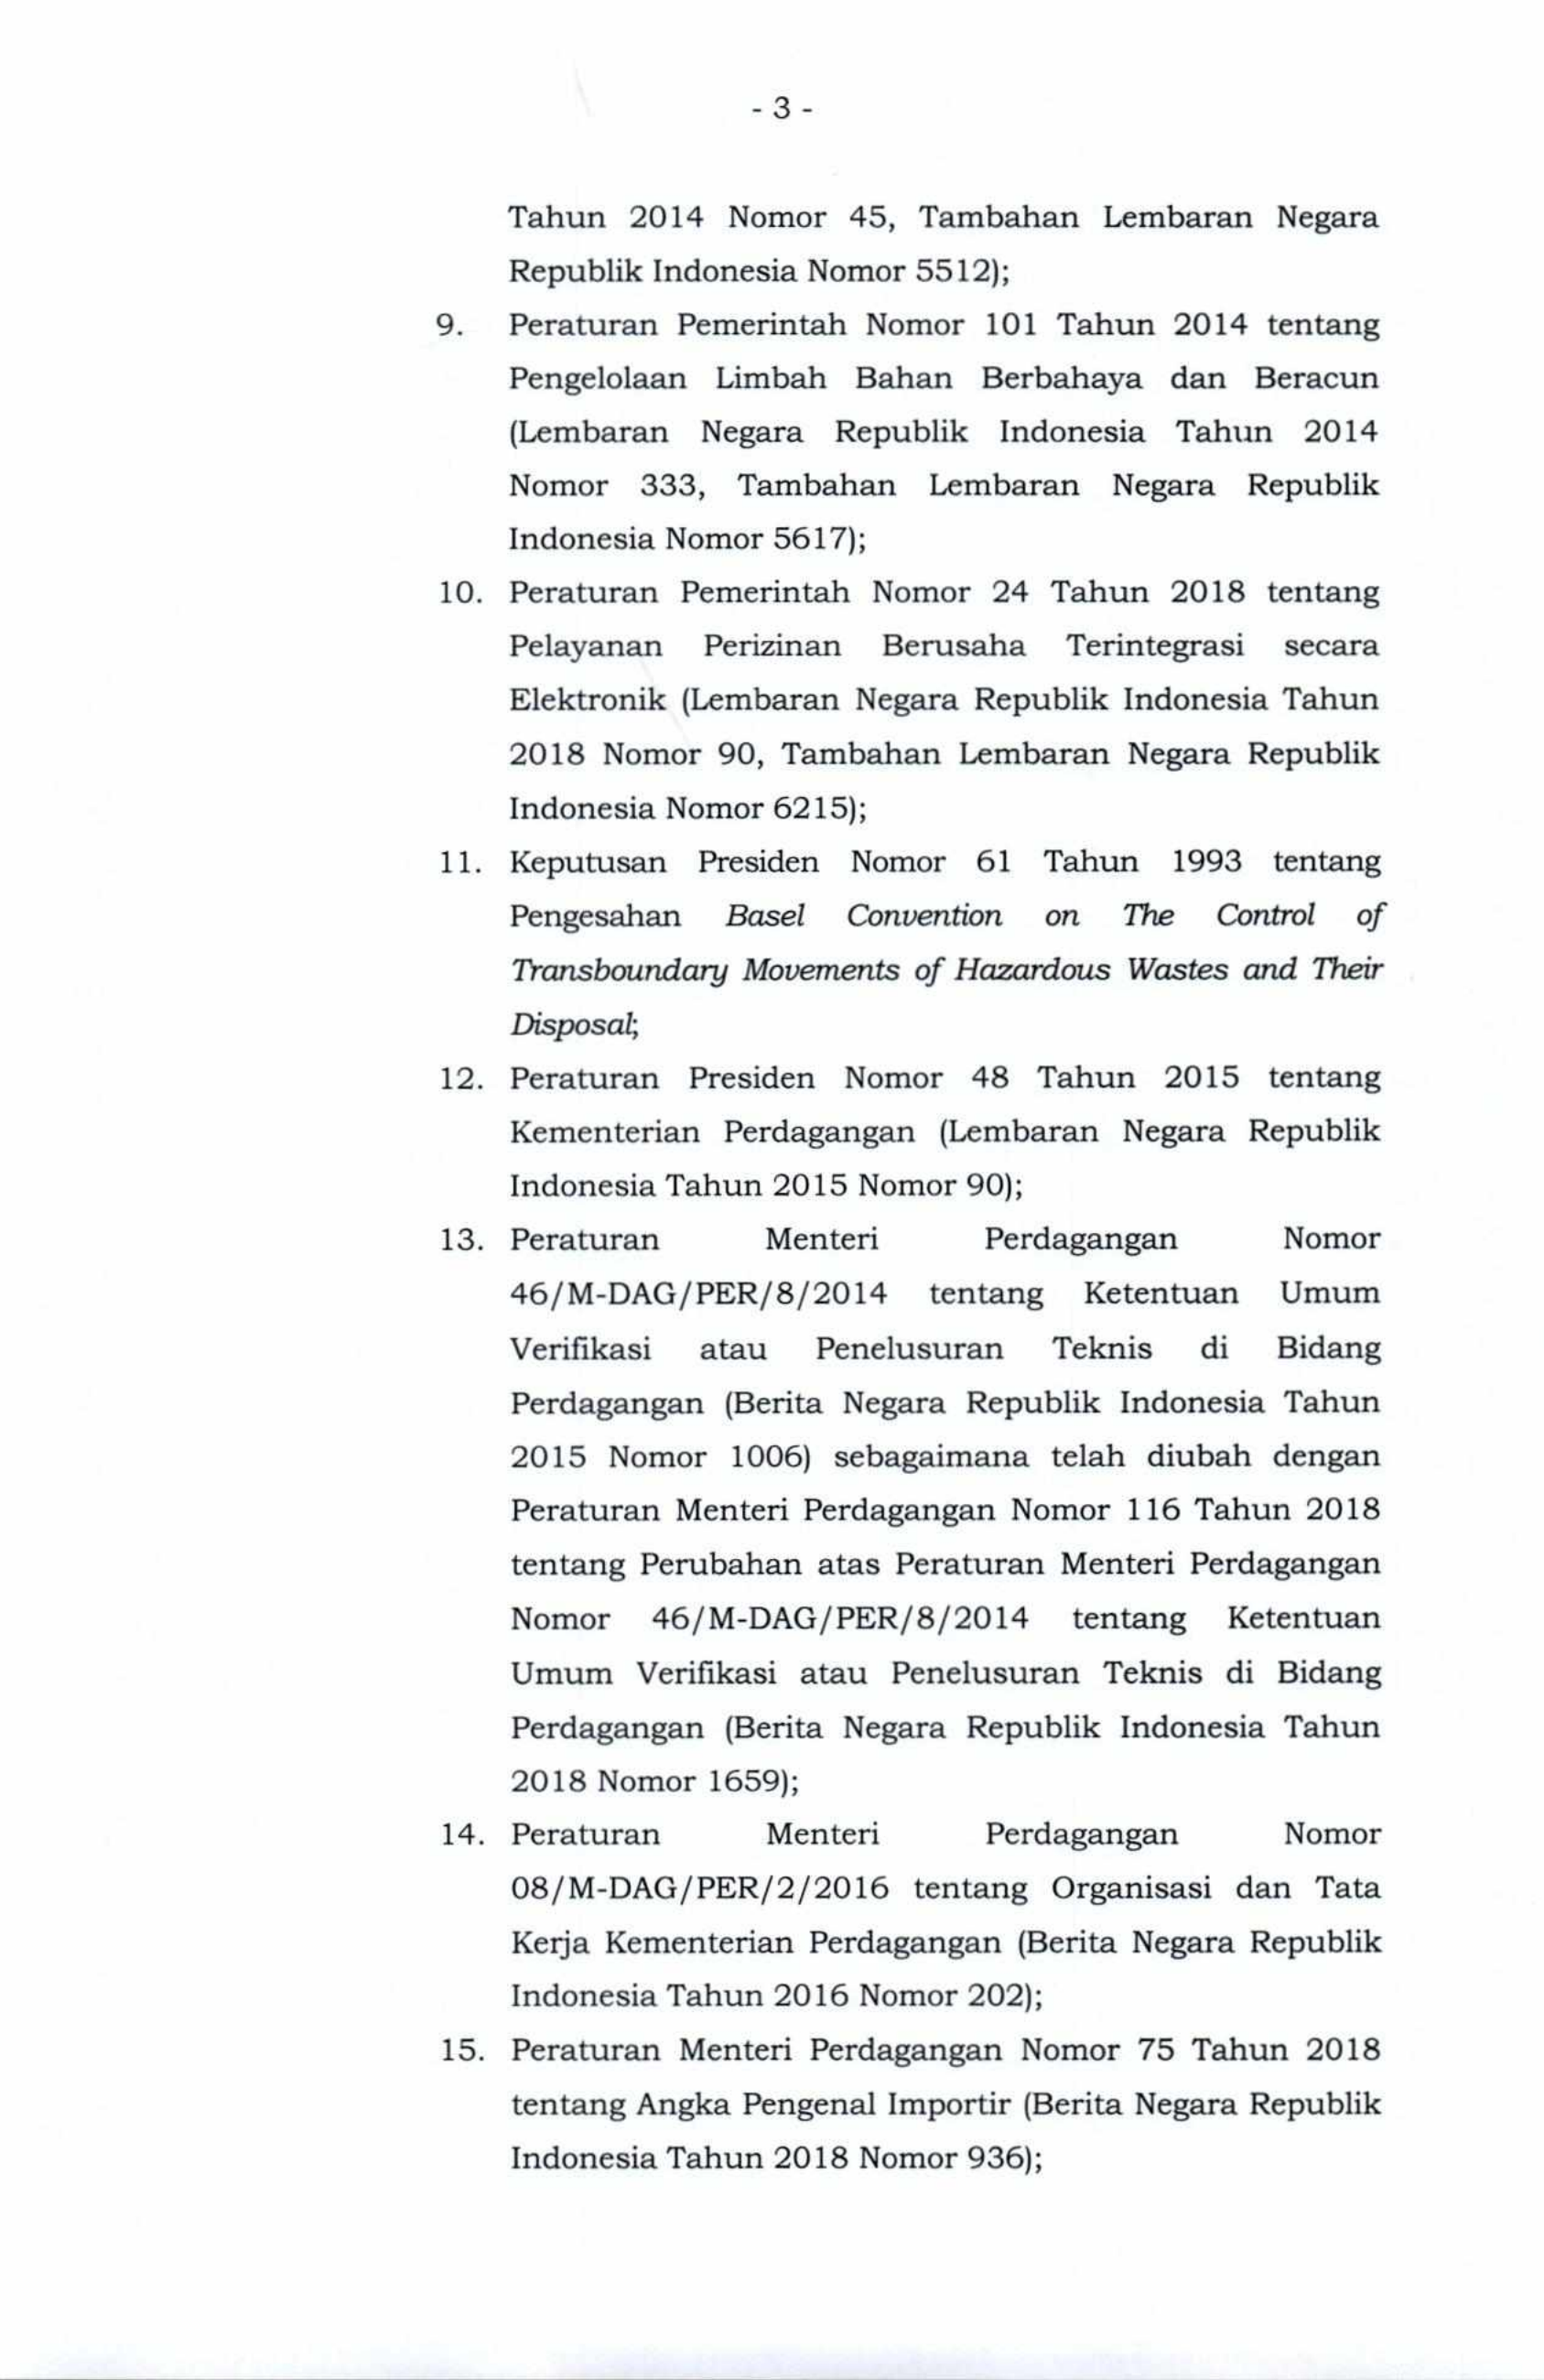 - 3 -
Tahun 2014 Nomor 45, Tambahan Lembaran Negara
Republik Indonesia Nomor 5512);
9. Peraturan Pemerintah Nomor 101 Tahun 2014 tentang
Pengelolaan Limbah Bahan Berbahaya dan Beracun
(Lembaran Negara Republik Indonesia Tahun 2014
Nomor 333, Tambahan Lembaran Negara Republik
Indonesia Nomor 5617);
10. Peraturan Pemerintah Nomor 24 Tahun 2018 tentang
Pelayanan Perizinan Berusaha Terintegrasi secara
Elektronik (Lembaran Negara Republik Indonesia Tahun
2018 Nomor 90, Tambahan Lembaran Negara Republik
Indonesia Nomor 6215);
11. Keputusan Presiden Nomor 61 Tahun 1993 tentang
Pengesahan Basel Convention on The Control of
Transboundary Movements of Hazardous Wastes and Their
Disposal;
12. Peraturan Presiden Nomor 48 Tahun 2015 tentang
Kementerian Perdagangan (Lembaran Negara Republik
Indonesia Tahun 2015 Nomor 90);
13. Peraturan Menteri Perdagangan Nomor
46/M-DAG/PER/8/2014 tentang Ketentuan Umum
Verifikasi atau Penelusuran Teknis di Bidang
Perdagangan (Berita Negara Republik Indonesia Tahun
2015 Nomor 1006) sebagaimana telah diubah dengan
Peraturan Menteri Perdagangan Nomor 116 Tahun 2018
tentang Perubahan atas Peraturan Menteri Perdagangan
Nomor 46/M-DAG/PER/8/2014 tentang Ketentuan
Umum Verifikasi atau Penelusuran Teknis di Bidang
Perdagangan (Berita Negara Republik Indonesia Tahun
2018 Nomor 1659);
14. Peraturan Menteri Perdagangan Nomor
08/M-DAG/PER/2/2016 tentang Organisasi dan Tata
Kerja Kementerian Perdagangan (Berita Negara Republik
Indonesia Tahun 2016 Nomor 202);
15. Peraturan Menteri Perdagangan Nomor 75 Tahun 2018
tentang Angka Pengenal Importir (Berita Negara Republik
Indonesia Tahun 2018 Nomor 936);